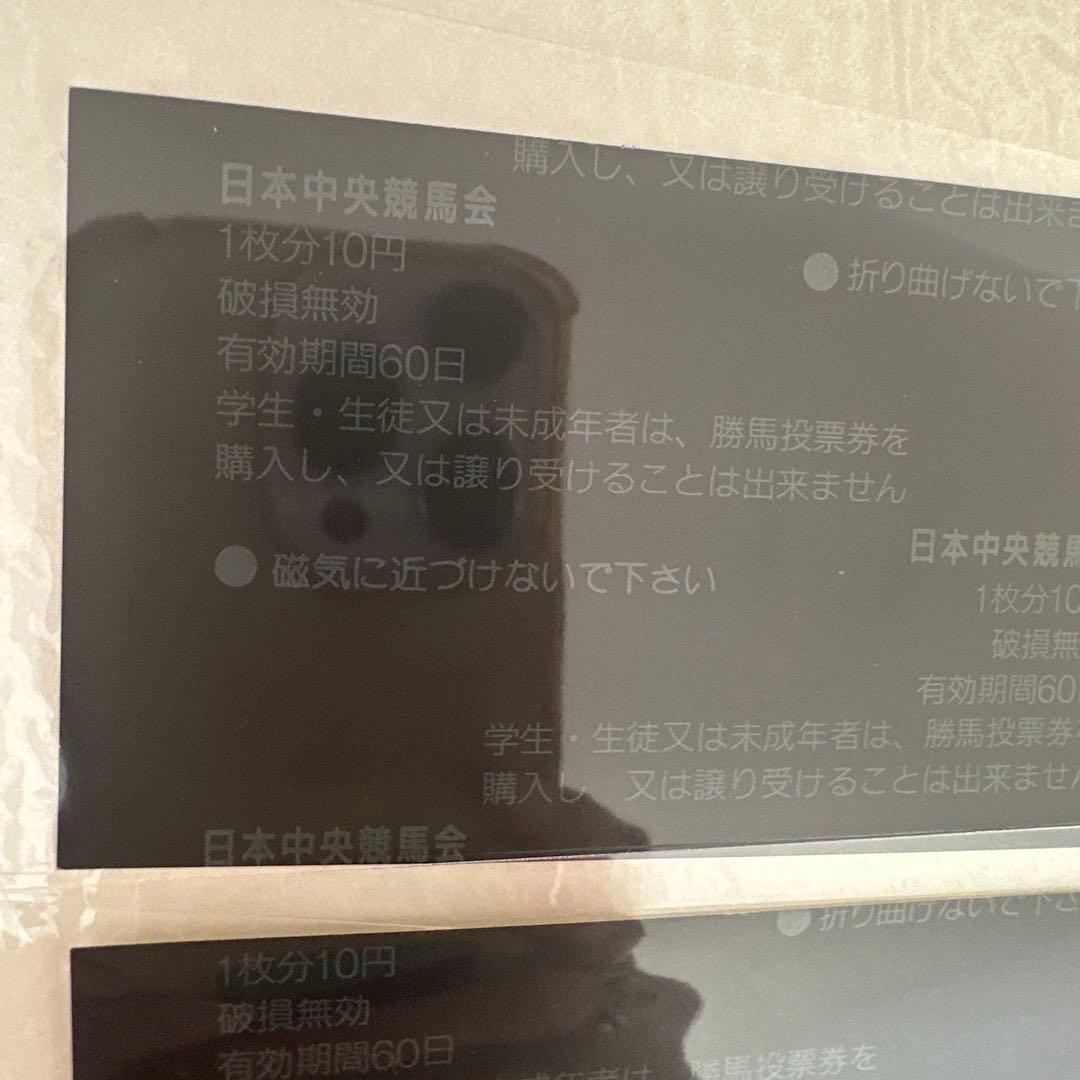 購入し、又は譲り受けることは出来ま
日本中央競馬会
1枚分10円
破損無効
有効期間60日
学生・生徒又は未成年者は、勝馬投票券を
購入し、又は譲り受けることは出来ません
●折り曲げないで下
●磁気に近づけないで下さい
日本中央競馬
1枚分10
破損無
有効期間60
学生・生徒又は未成年者は、勝馬投票券を
購入し 又は譲り受けることは出来ません
日本中央競馬会
●折り曲げないで下さ
1枚分10円
破損無効
有効期間60日
成年者は、勝馬投票券を